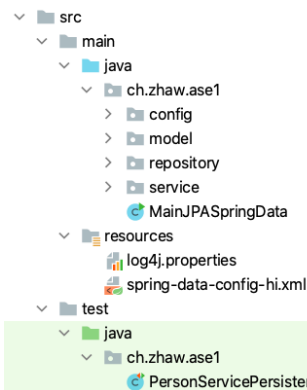 src
main
java
ch.zhaw.ase1
config
model
repository
service
MainJPASpringData
resources
log4j.properties
spring-data-config-hi.xml
test
java
ch.zhaw.ase1